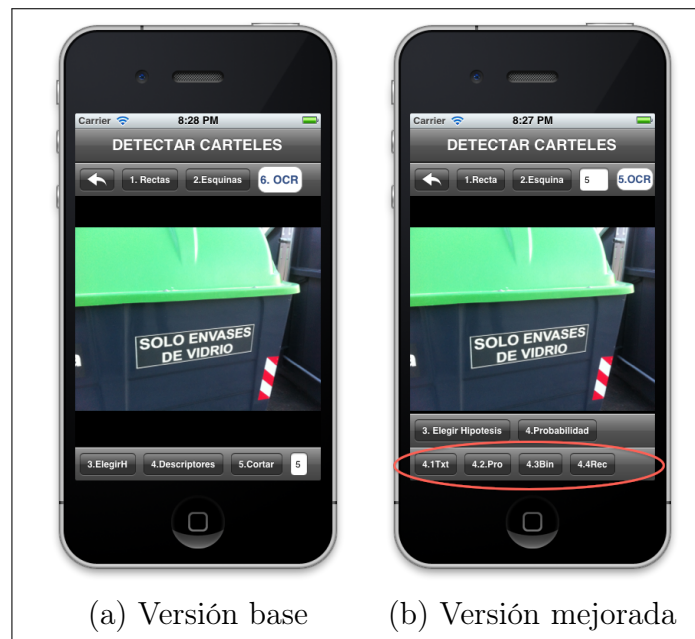 Carrier 8:28 PM
DETECTAR CARTELES
1. Rectas 2.Esquinas 6. OCR
SOLO ENVASES
DE VIDRIO
3.ElegirH 4.Descriptores 5.Cortar 5
(a) Versión base
Carrier 8:27 PM
DETECTAR CARTELES
1.Recta 2.Esquina 5 5.OCR
SOLO ENVASES
DE VIDRIO
3. Elegir Hipotesis 4.Probabilidad
4.1Txt 4.2.Pro 4.3Bin 4.4Rec
(b) Versión mejorada